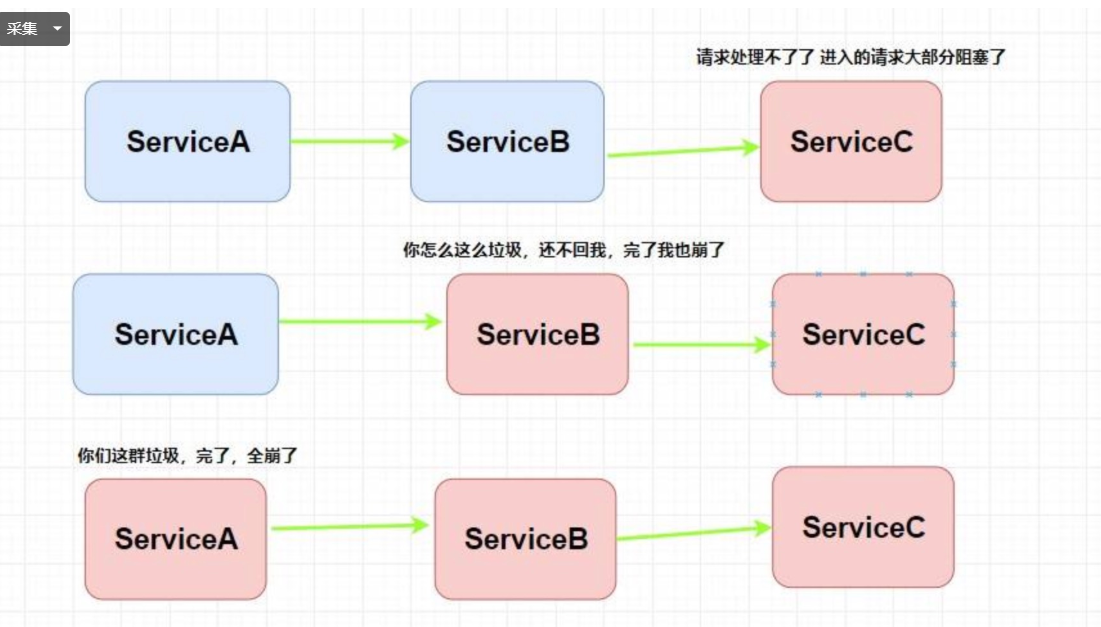 采集
请求处理不了了 进入的请求大部分阻塞了
ServiceA
ServiceB
ServiceC
你怎么这么垃圾，还不回我，完了我也崩了
ServiceA
ServiceB
ServiceC
你们这群垃圾，完了，全崩了
ServiceA
ServiceB
ServiceC